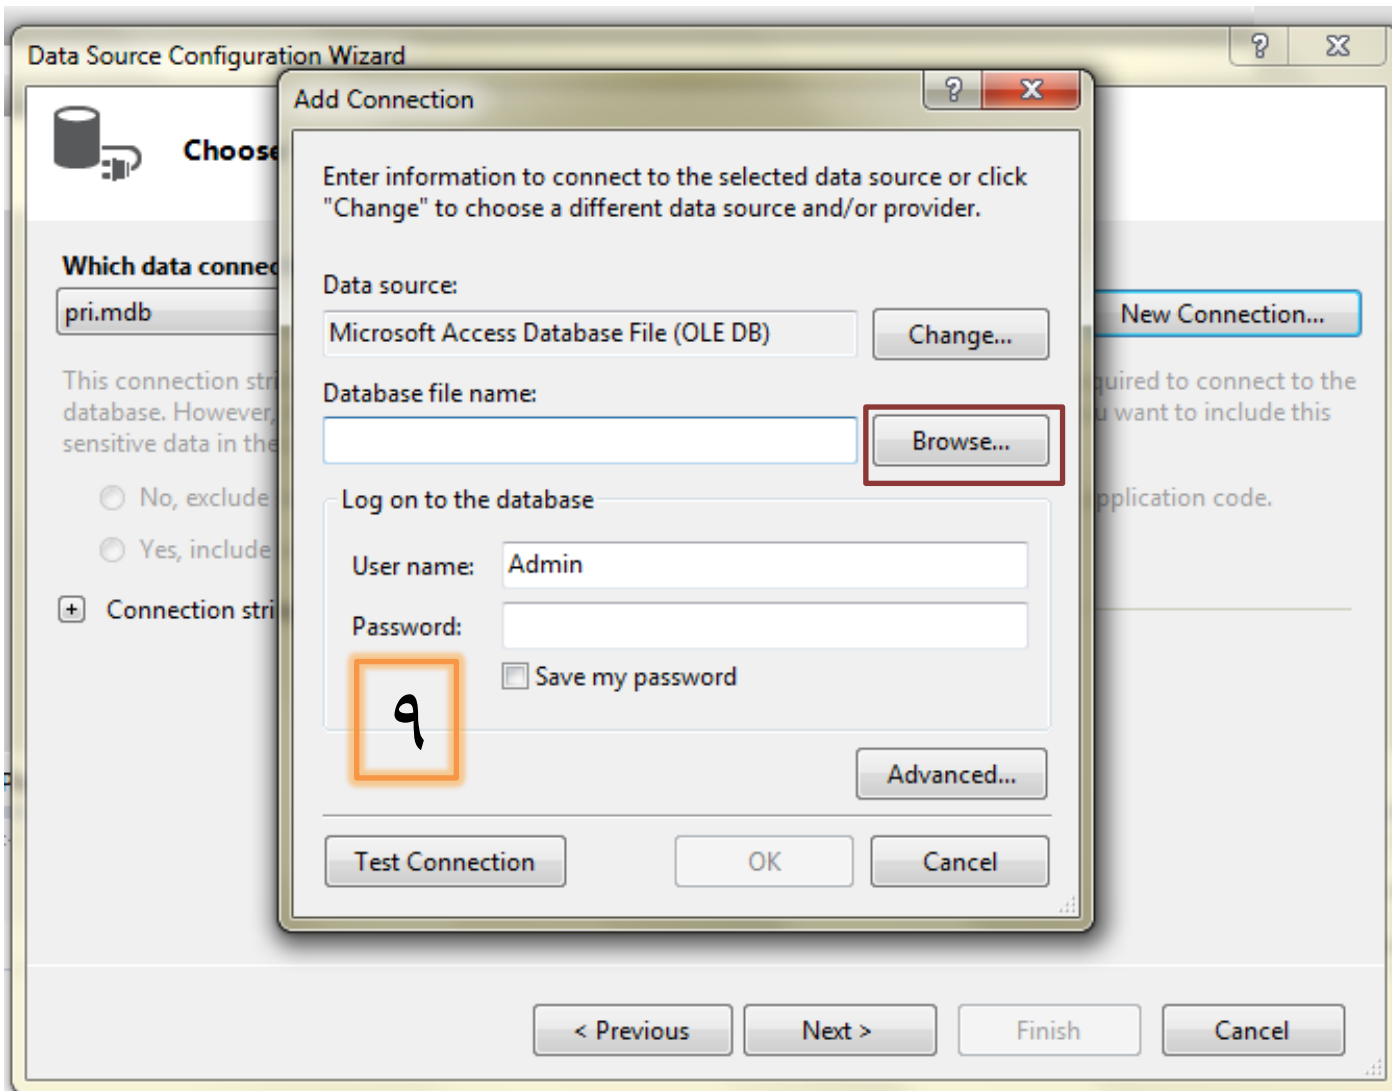 Data Source Configuration Wizard
Add Connection
Choose
Enter information to connect to the selected data source or click
"Change" to choose a different data source and/or provider.
Which data connec
Data source:
pri.mdb
Microsoft Access Database File (OLE DB)
Change...
New Connection...
This connection stri
quired to connect to the
Database file name:
database. However,
u want to include this
sensitive data in the
Browse...
No, exclude
Log on to the database
pplication code.
Yes, include
User name:
Admin
Connection stri
Password:
Save my password
٩
Advanced...
Test Connection
OK
Cancel
< Previous
Next >
Finish
Cancel